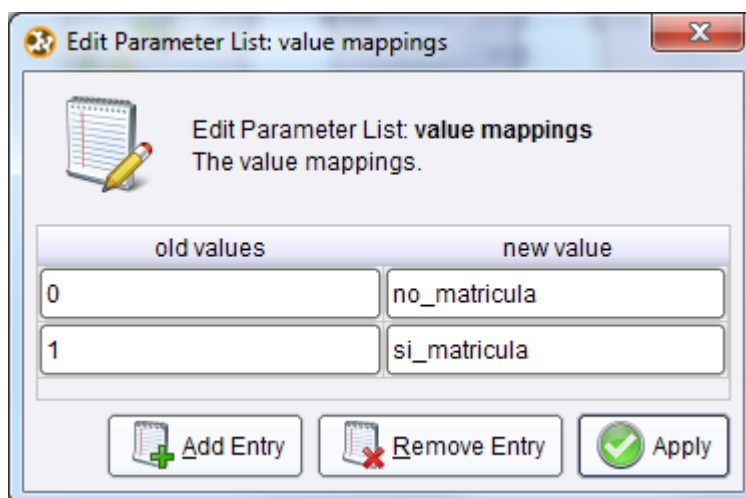 Edit Parameter List: value mappings
Edit Parameter List: value mappings
The value mappings.
old values new value
0 no_matricula
1 si_matricula
Add Entry Remove Entry Apply